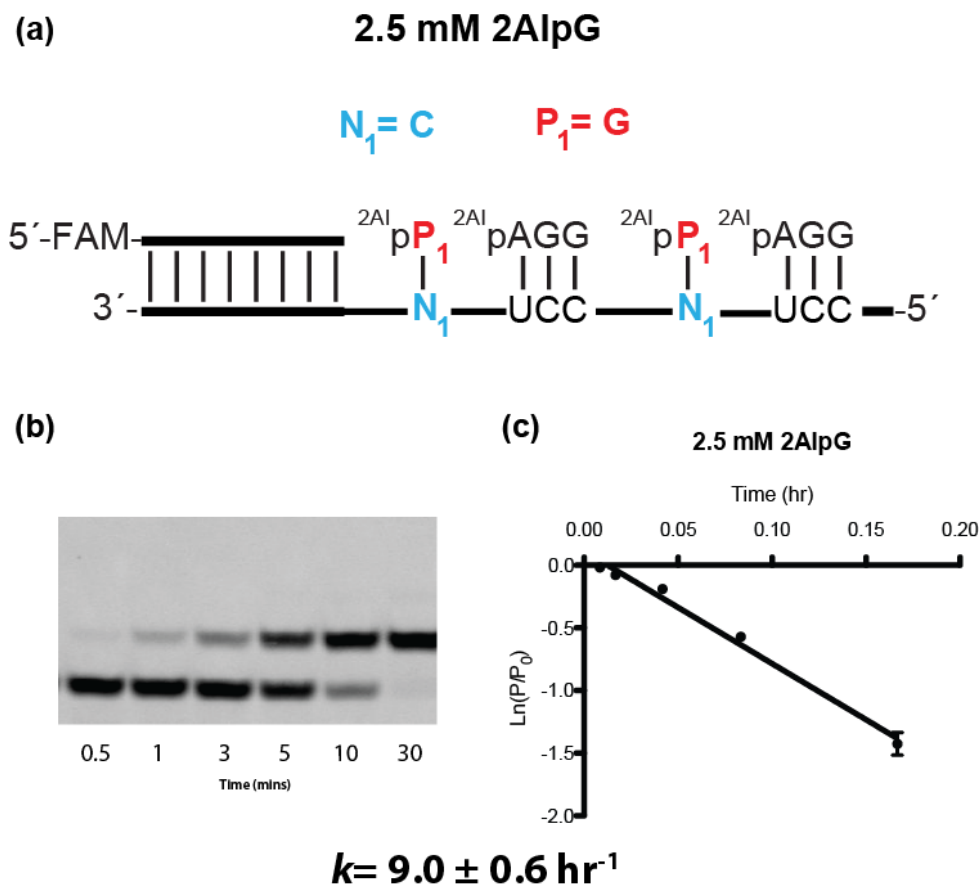 (a) 2.5 mM 2AIpG
N1= C P1= G
5´-FAM- 2AIpP1 2AIpAGG 2AIpP1 2AIpAGG
3´- N1 UCC N1 UCC -5´
(b)
(c)
2.5 mM 2AIpG
Time (hr)
0.00 0.05 0.10 0.15 0.20
0.0
-0.5
-1.0
-1.5
-2.0
Ln(P/P0)
0.5 1 3 5 10 30
Time (mins)
k= 9.0 ± 0.6 hr-1